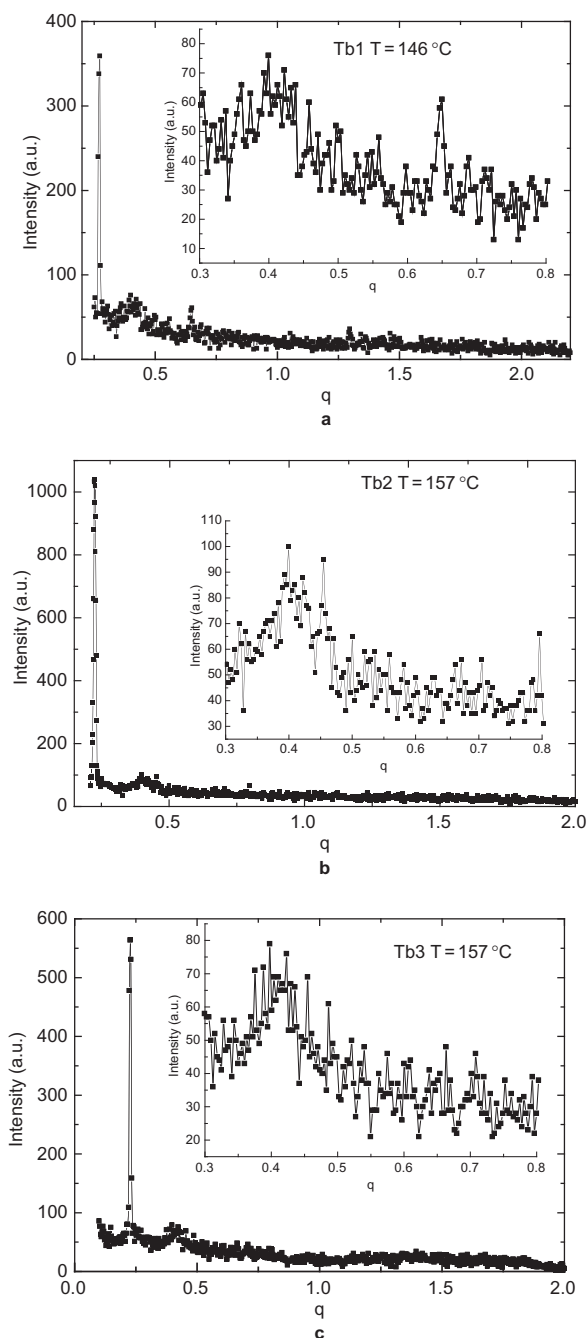 400
300
200
100
0
Intensity (a.u.)
Tb1 T = 146 °C
80
70
60
50
40
30
20
10
Intensity (a.u.)
0.3 0.4 0.5 0.6 0.7 0.8
q
0.5 1.0 1.5 2.0
q
a
1000
800
600
400
200
0
Intensity (a.u.)
Tb2 T = 157 °C
110
100
90
80
70
60
50
40
30
Intensity (a.u.)
0.3 0.4 0.5 0.6 0.7 0.8
q
0.5 1.0 1.5 2.0
q
b
600
500
400
300
200
100
0
Intensity (a.u.)
Tb3 T = 157 °C
80
70
60
50
40
30
20
Intensity (a.u.)
0.3 0.4 0.5 0.6 0.7 0.8
q
0.0 0.5 1.0 1.5 2.0
q
c